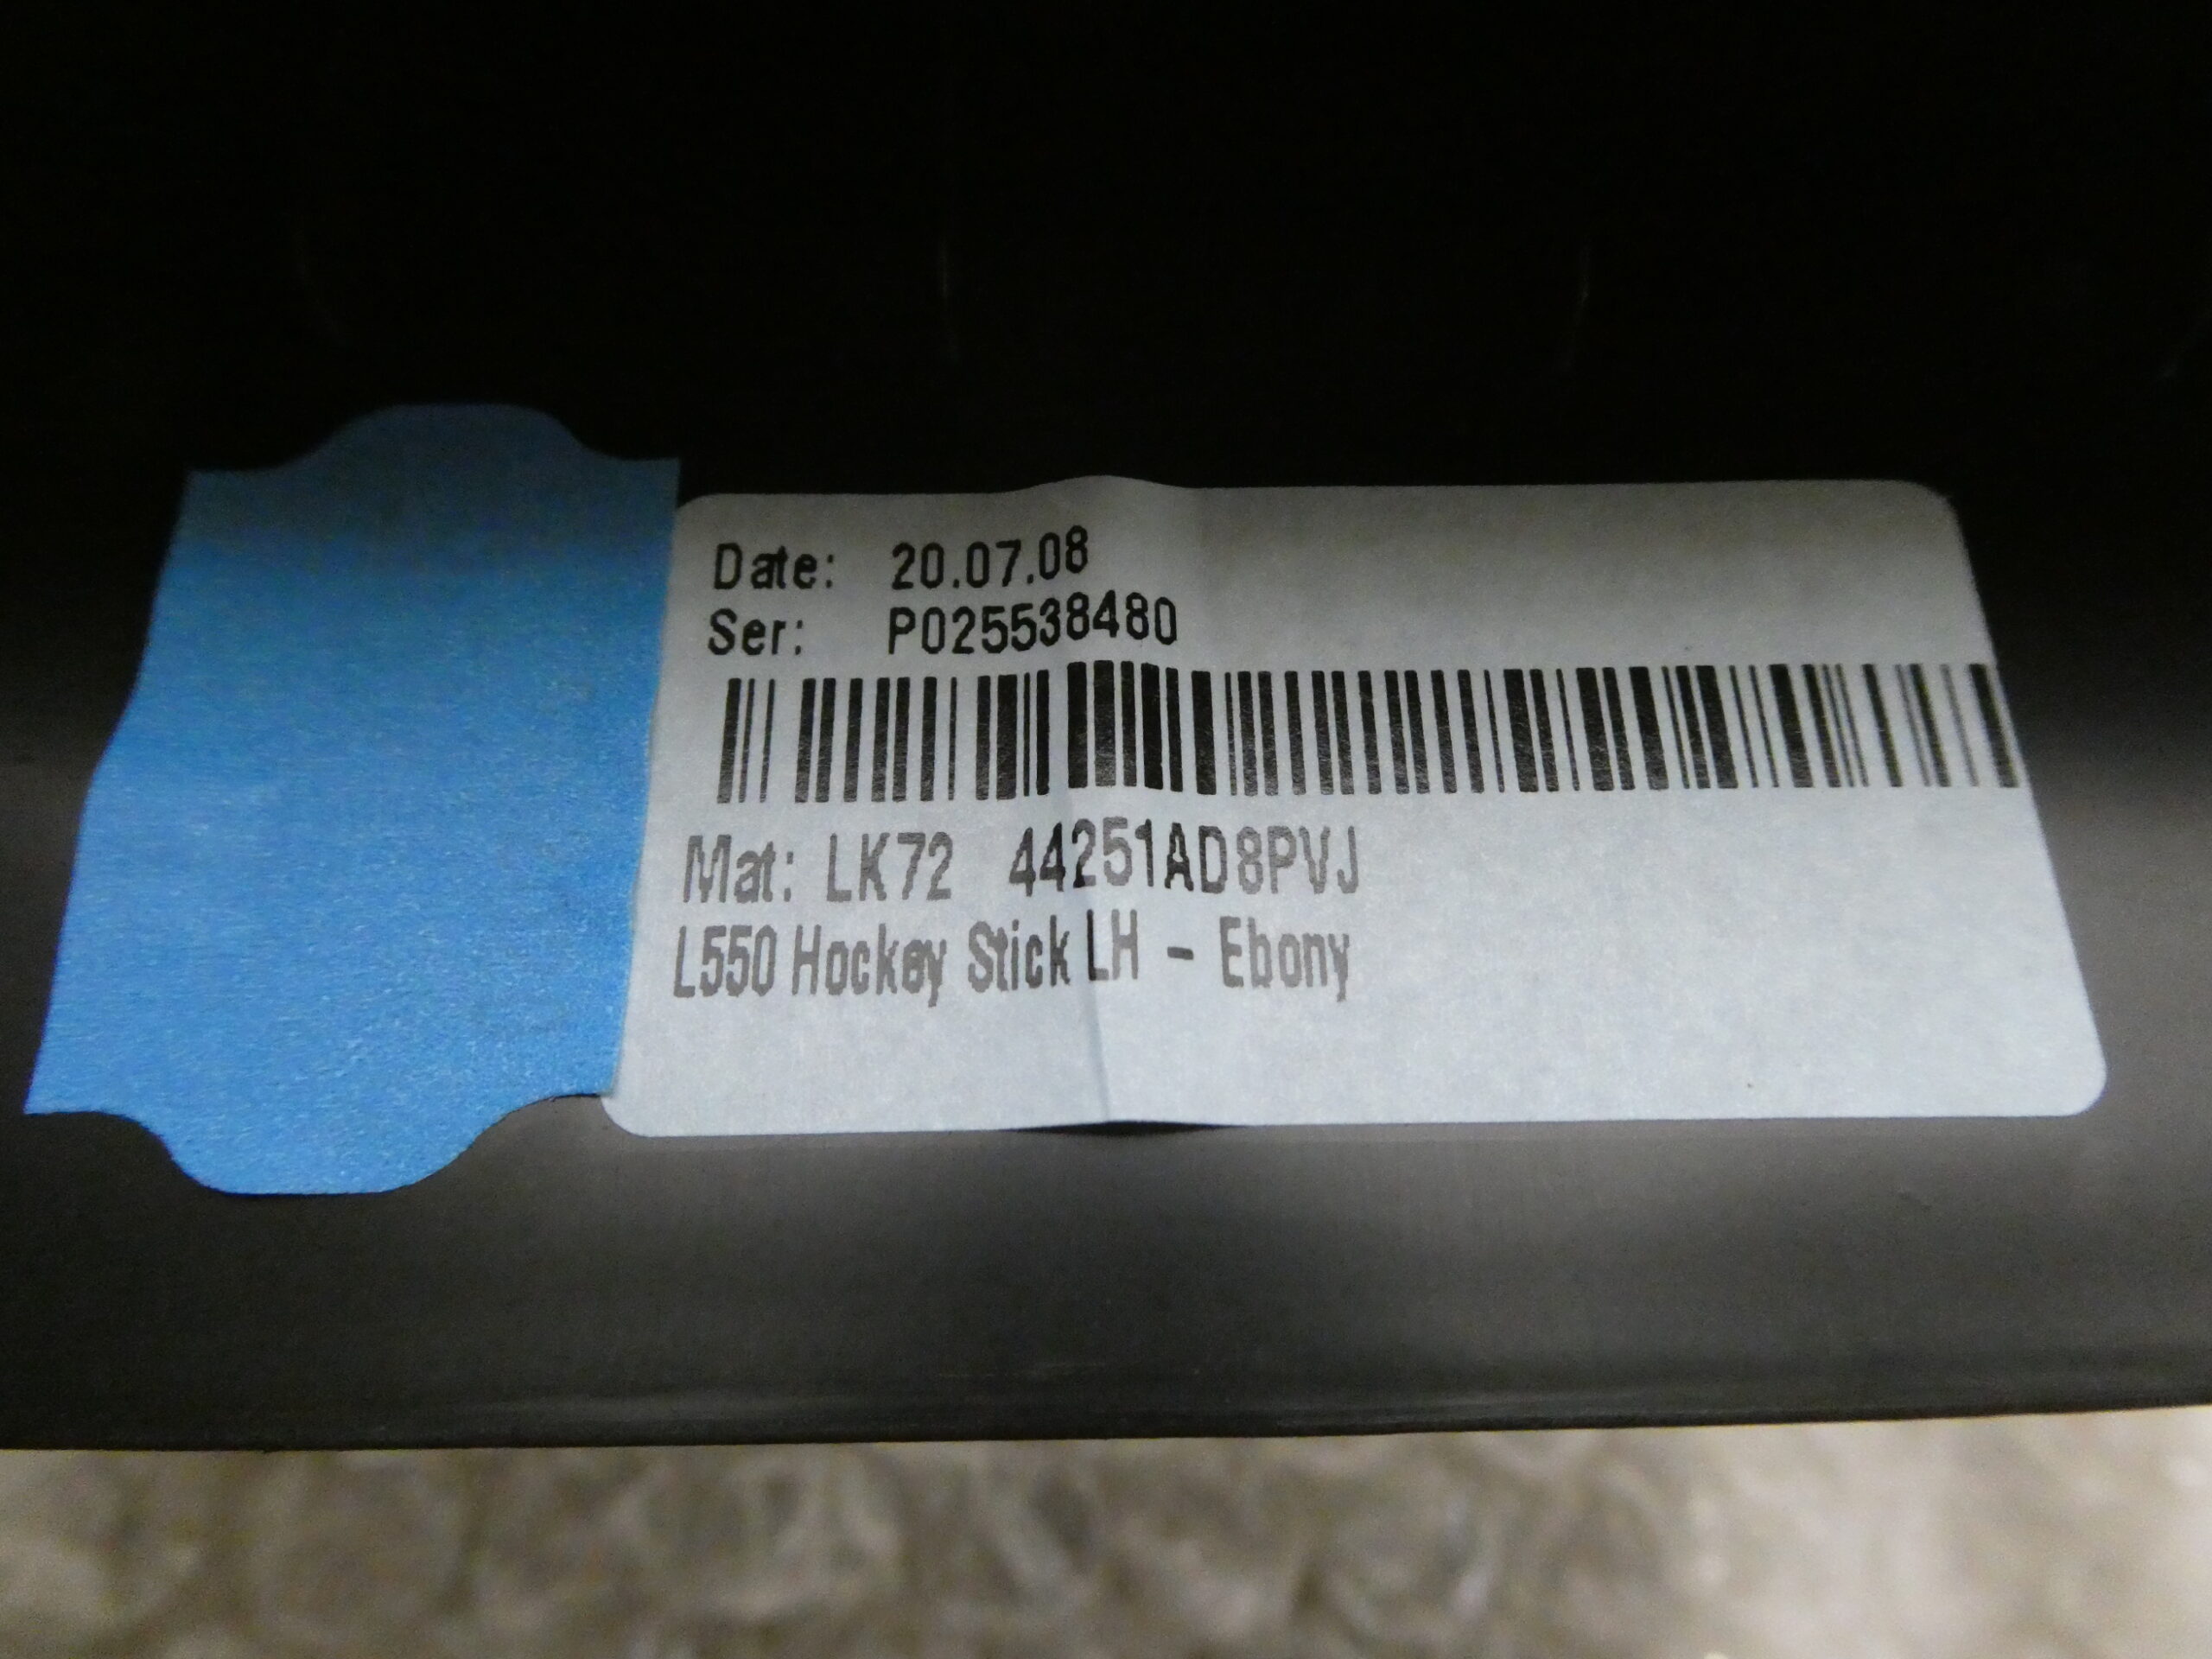 Date: 20.07.08
Ser: P025538480
Mat: LK72 44251AD8PVJ
L550 Hockey Stick LH - Ebony